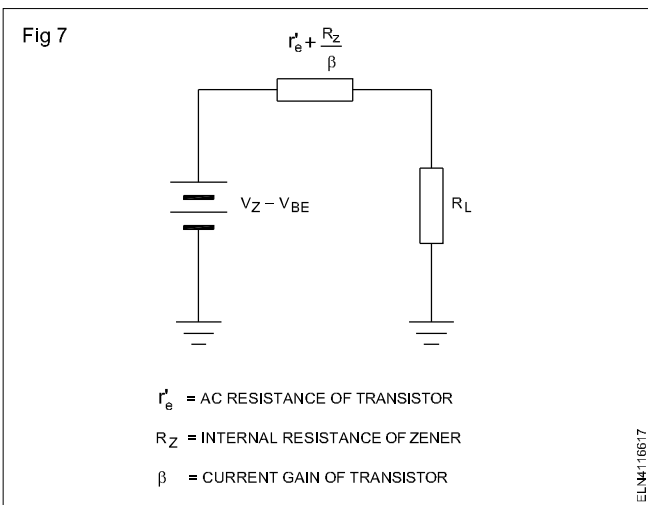 Fig 7
r'e + RZ/β
VZ – VBE
RL
r'e = AC RESISTANCE OF TRANSISTOR
RZ = INTERNAL RESISTANCE OF ZENER
β = CURRENT GAIN OF TRANSISTOR
ELN4116617